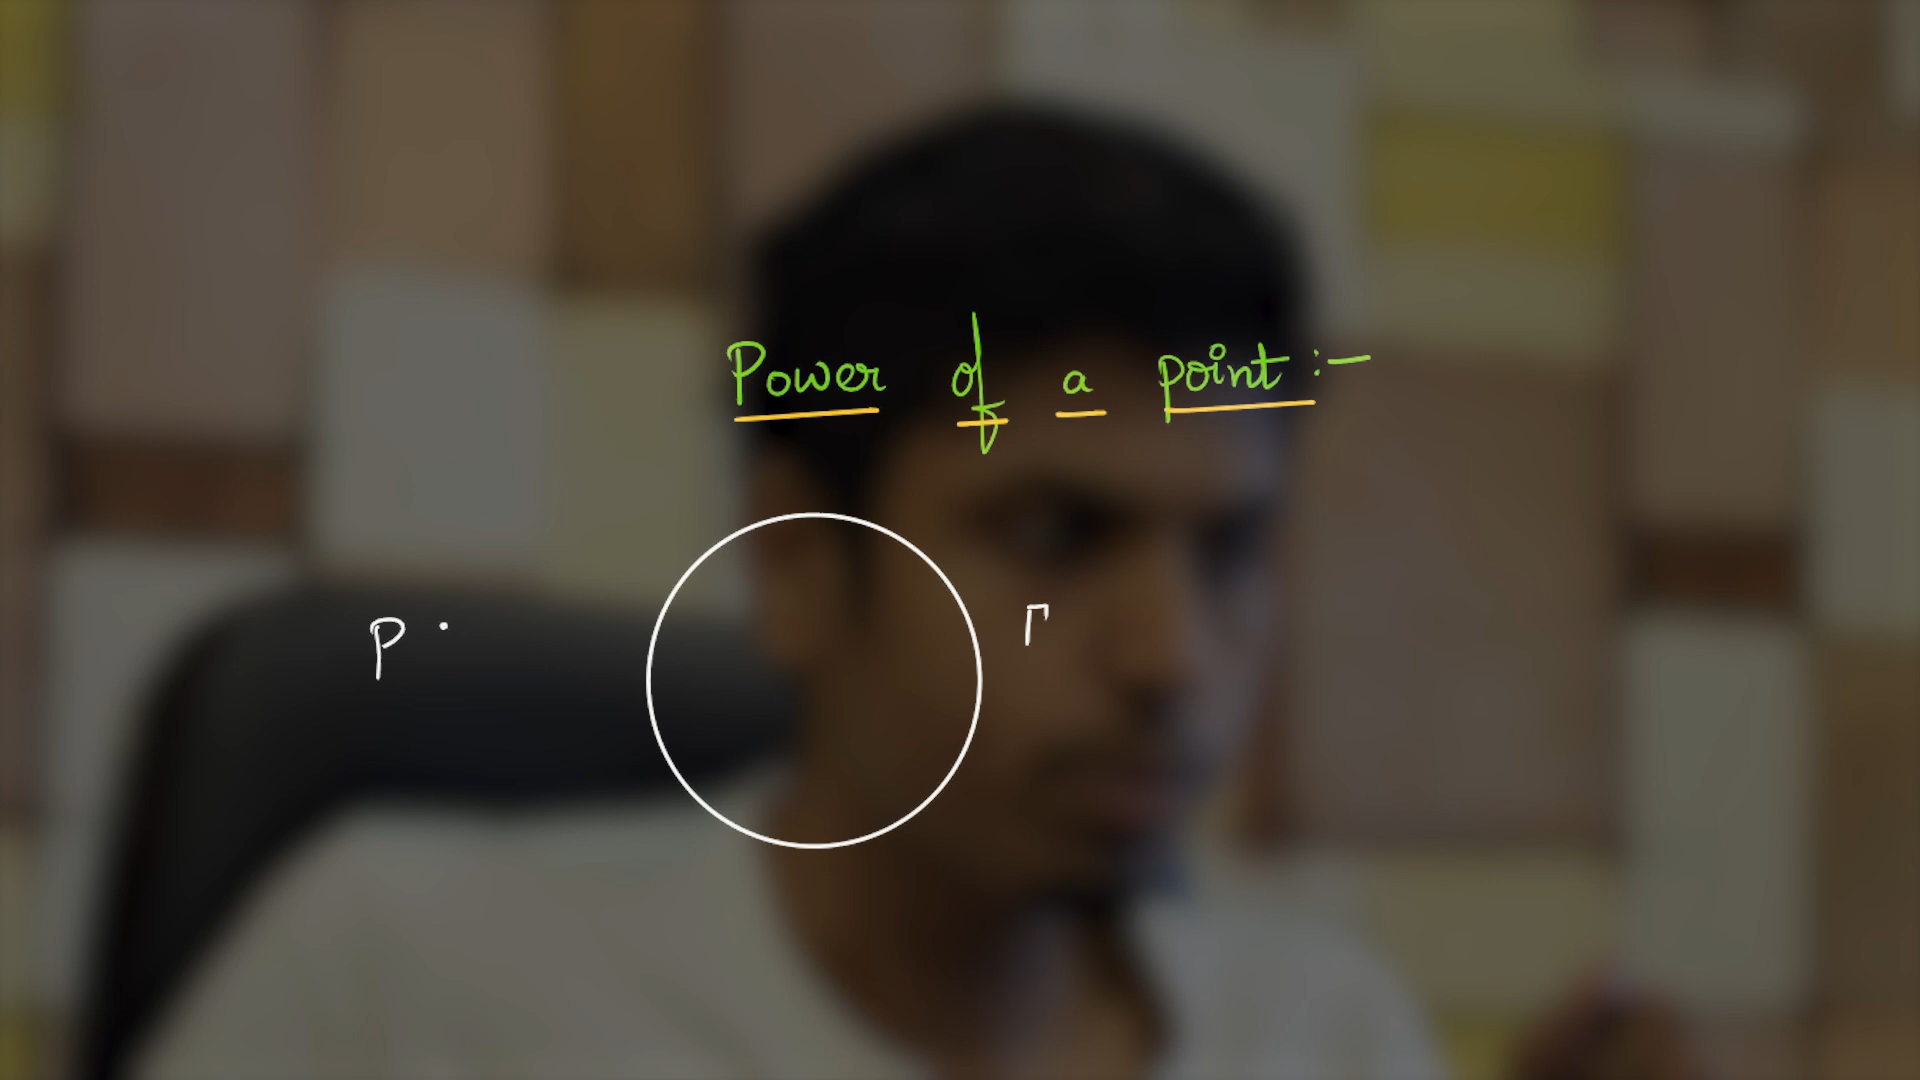 Power of a point :-
P
Γ